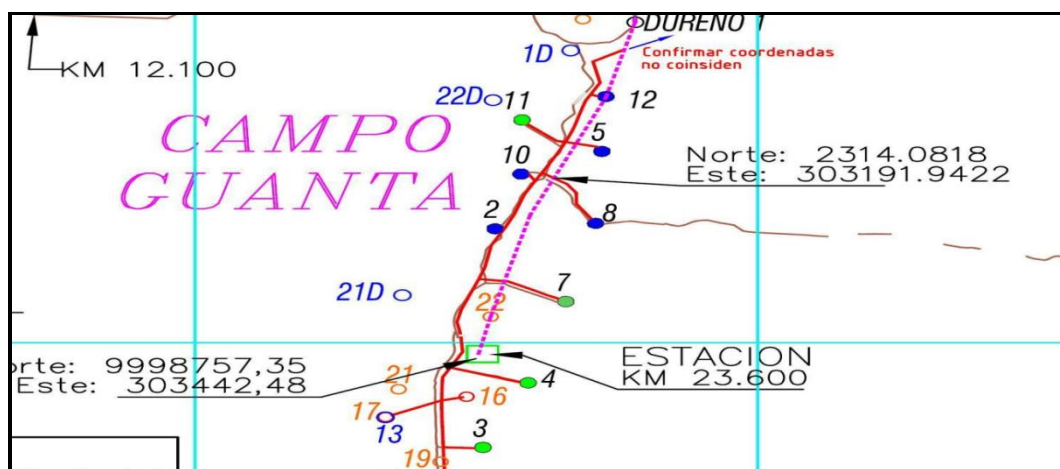 DURENO 1
1D
Confirmar coordenadas
no coinsiden
KM 12.100
22D
11
12
CAMPO
GUANTA
5
10
Norte: 2314.0818
Este: 303191.9422
2
8
7
21D
22
orte: 9998757,35
Este: 303442,48
ESTACION
KM 23.600
21
4
16
17
13
3
19